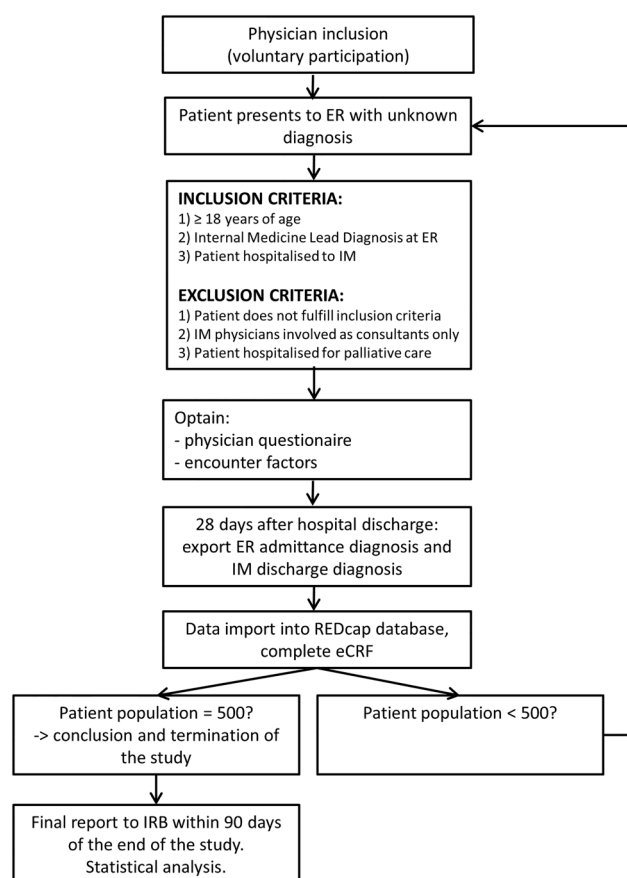 Physician inclusion
(voluntary participation)
Patient presents to ER with unknown
diagnosis
INCLUSION CRITERIA:
1) ≥ 18 years of age
2) Internal Medicine Lead Diagnosis at ER
3) Patient hospitalised to IM
EXCLUSION CRITERIA:
1) Patient does not fulfill inclusion criteria
2) IM physicians involved as consultants only
3) Patient hospitalised for palliative care
Optain:
- physician questionaire
- encounter factors
28 days after hospital discharge:
export ER admittance diagnosis and
IM discharge diagnosis
Data import into REDcap database,
complete eCRF
Patient population = 500?
-> conclusion and termination of
the study
Patient population < 500?
Final report to IRB within 90 days
of the end of the study.
Statistical analysis.